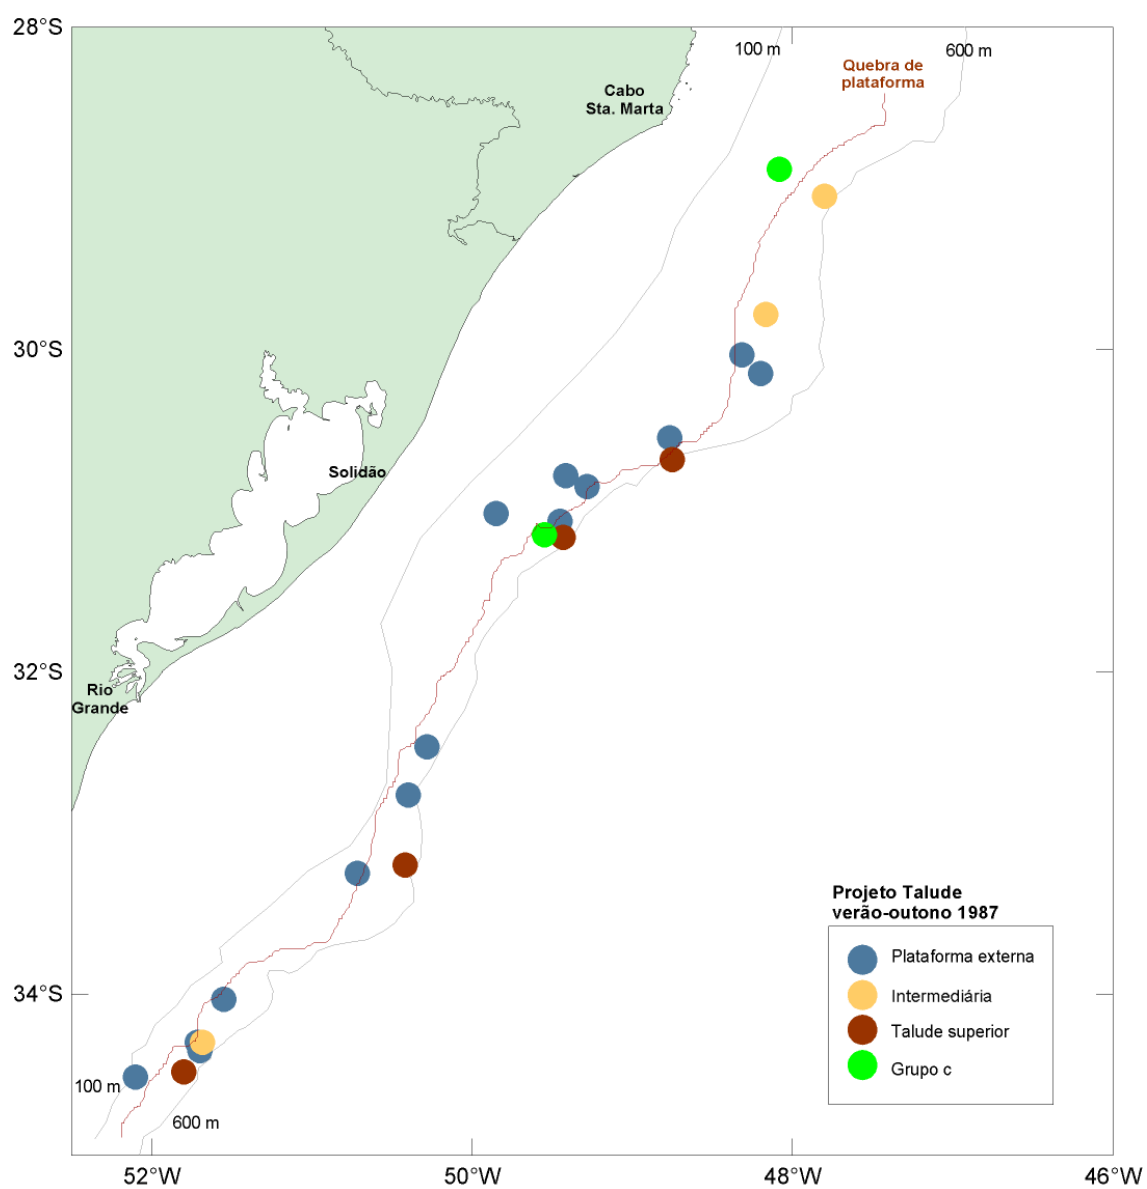 28°S
100 m
600 m
Quebra de
plataforma
Cabo
Sta. Marta
30°S
Solidão
32°S
Rio
Grande
Projeto Talude
verão-outono 1987
Plataforma externa
Intermediária
Talude superior
Grupo c
34°S
100 m
600 m
52°W
50°W
48°W
46°W